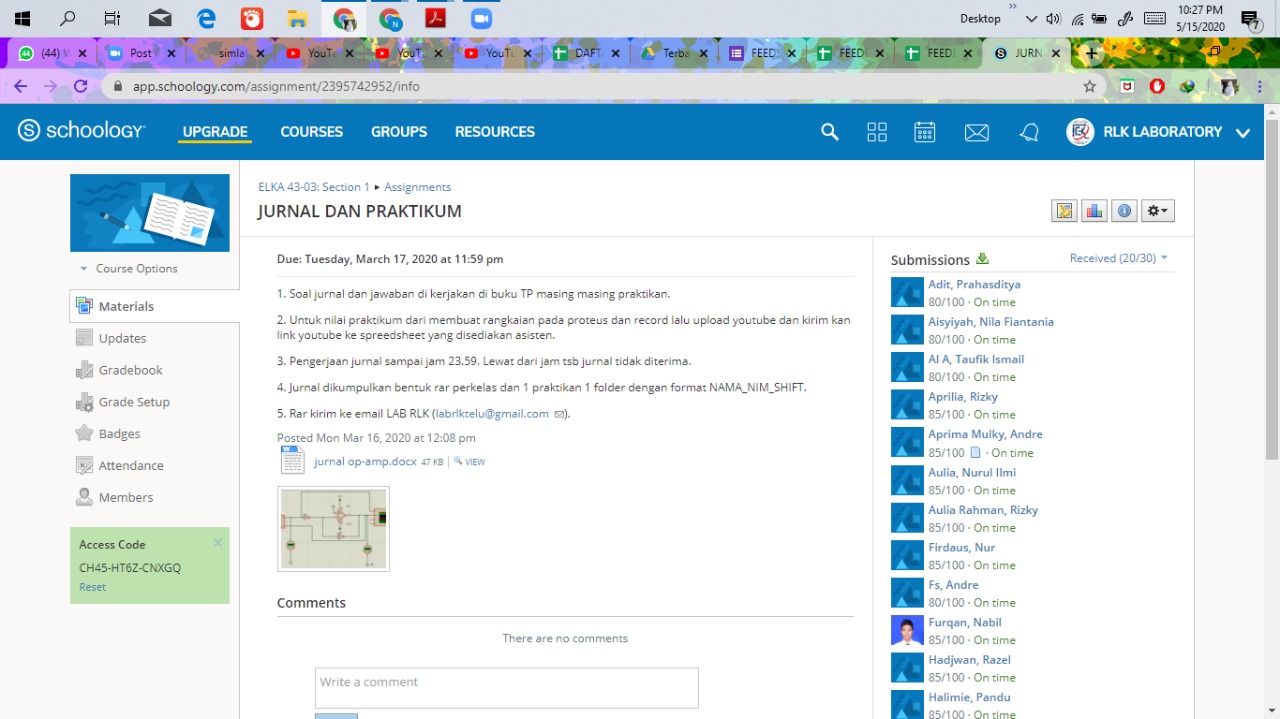 Desktop
10:27 PM
5/15/2020
7
(44) W
Post
simla
YouTu
YouT
YouTu
DAFT
Terba
FEED
FEED
FEEDI
JURN
app.schoology.com/assignment/2395742952/info
S schoology
UPGRADE
COURSES
GROUPS
RESOURCES
RLK LABORATORY
ELKA 43-03: Section 1 ▸ Assignments
JURNAL DAN PRAKTIKUM
Course Options
Materials
Updates
Gradebook
Grade Setup
Badges
Attendance
Members
Access Code
CH45-HT6Z-CNXGQ
Reset
Due: Tuesday, March 17, 2020 at 11:59 pm
1. Soal jurnal dan jawaban di kerjakan di buku TP masing masing praktikan.
2. Untuk nilai praktikum dari membuat rangkaian pada proteus dan record lalu upload youtube dan kirim kan
link youtube ke spreedsheet yang disediakan asisten.
3. Pengerjaan jurnal sampai jam 23.59. Lewat dari jam tsb jurnal tidak diterima.
4. Jurnal dikumpulkan bentuk rar perkelas dan 1 praktikan 1 folder dengan format NAMA_NIM_SHIFT.
5. Rar kirim ke email LAB RLK (labrlktelu@gmail.com).
Posted Mon Mar 16, 2020 at 12:08 pm
jurnal op-amp.docx 47 KB | VIEW
Comments
There are no comments
Write a comment
Submissions
Received (20/30)
Adit, Prahasditya
80/100 · On time
Aisyiyah, Nila Fiantania
80/100 · On time
Al A, Taufik Ismail
80/100 · On time
Aprilia, Rizky
85/100 · On time
Aprima Mulky, Andre
85/100 · On time
Aulia, Nurul Ilmi
85/100 · On time
Aulia Rahman, Rizky
85/100 · On time
Firdaus, Nur
85/100 · On time
Fs, Andre
80/100 · On time
Furqan, Nabil
85/100 · On time
Hadjwan, Razel
85/100 · On time
Halimie, Pandu
85/100 · On time